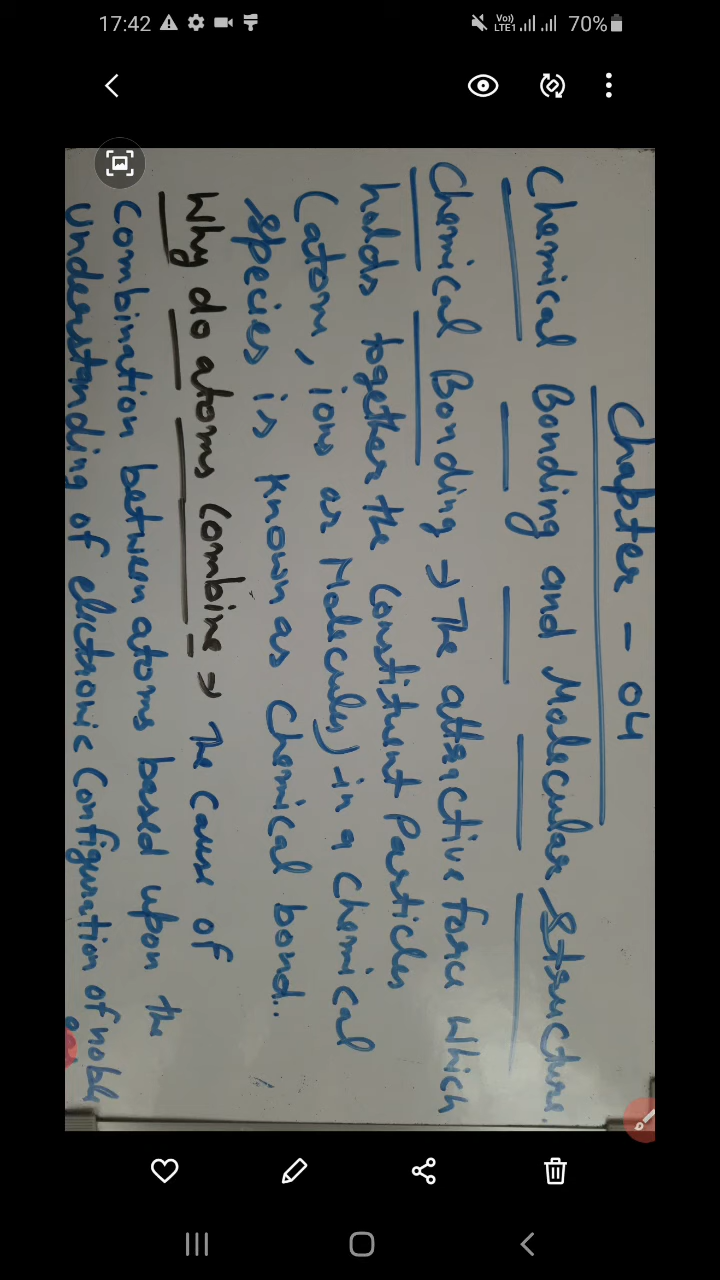 17:42
Vo))
LTE1
70%
Chapter - 04
Chemical Bonding and Molecular Structure.
Chemical Bonding → The attractive force which
holds together the constituent Particles
(atom, ions or Molecules) in a Chemical
Species is known as Chemical bond..
Why do atoms Combine → The cause of
Combination between atoms based upon the
understanding of electronic Configuration of noble